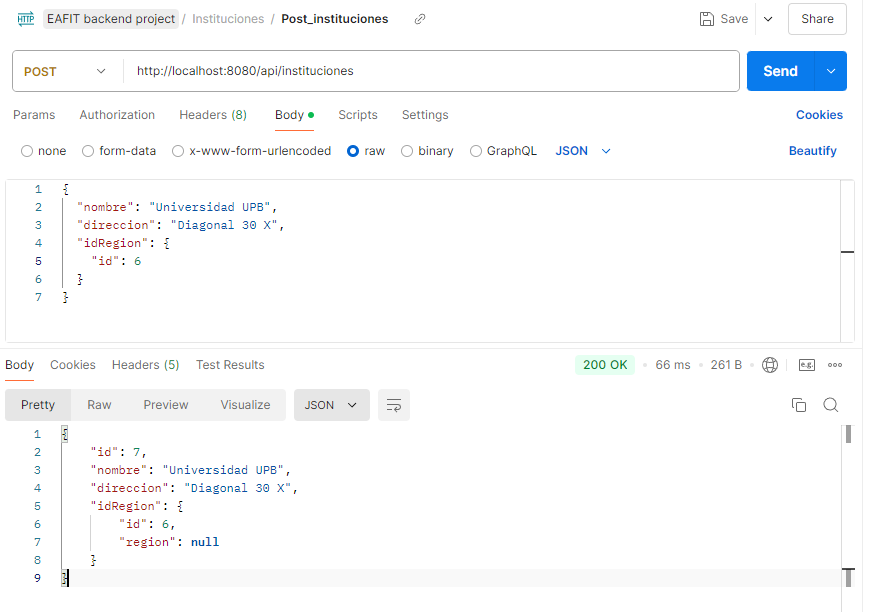 HTTP EAFIT backend project / Instituciones / Post_instituciones Save Share
POST http://localhost:8080/api/instituciones Send
Params Authorization Headers (8) Body Scripts Settings Cookies
none form-data x-www-form-urlencoded raw binary GraphQL JSON Beautify
1 {
2 "nombre": "Universidad UPB",
3 "direccion": "Diagonal 30 X",
4 "idRegion": {
5 "id": 6
6 }
7 }
Body Cookies Headers (5) Test Results 200 OK 66 ms 261 B e.g.
Pretty Raw Preview Visualize JSON
1 {
2 "id": 7,
3 "nombre": "Universidad UPB",
4 "direccion": "Diagonal 30 X",
5 "idRegion": {
6 "id": 6,
7 "region": null
8 }
9 }